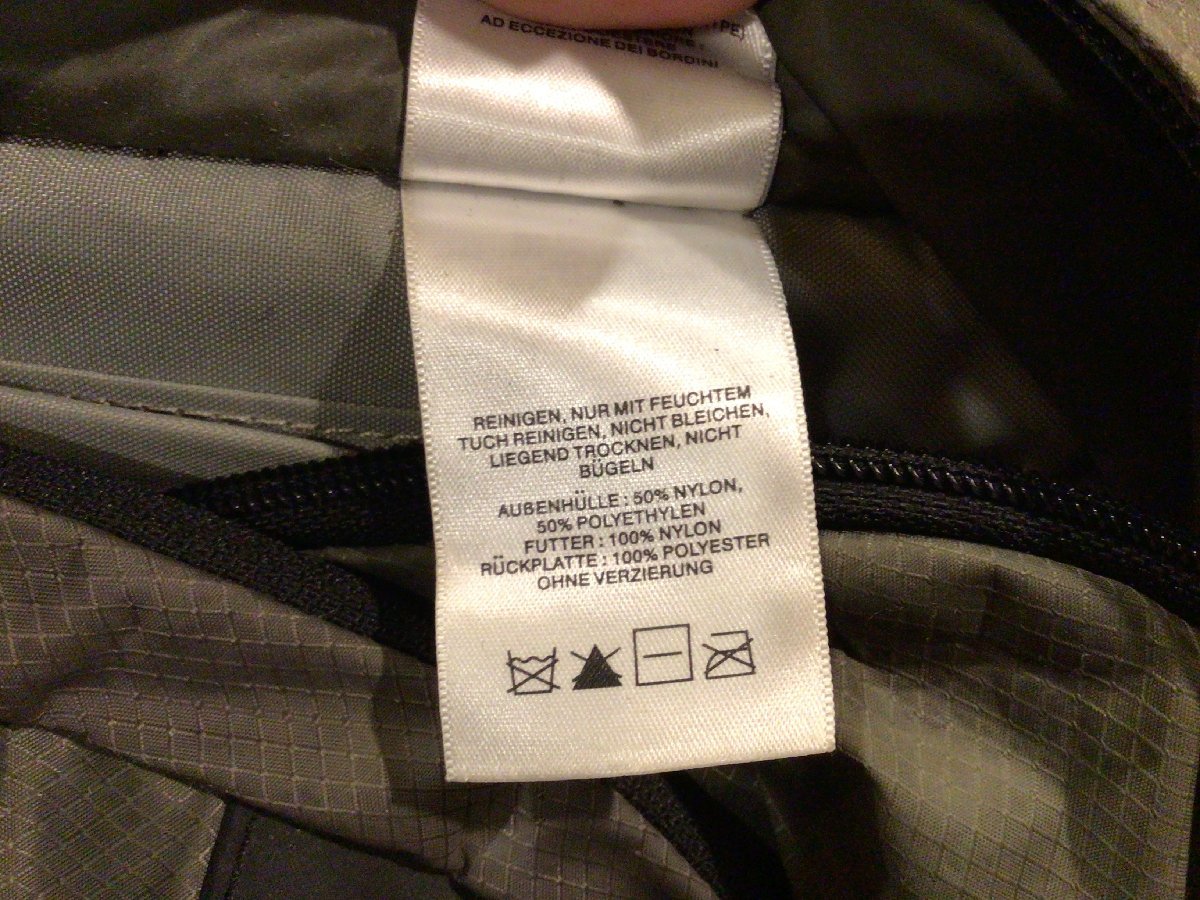 AD ECCEZIONE DEI BORDINI
REINIGEN, NUR MIT FEUCHTEM
TUCH REINIGEN, NICHT BLEICHEN,
LIEGEND TROCKNEN, NICHT
BÜGELN
AUßENHÜLLE : 50% NYLON,
50% POLYETHYLEN
FUTTER : 100% NYLON
RÜCKPLATTE : 100% POLYESTER
OHNE VERZIERUNG